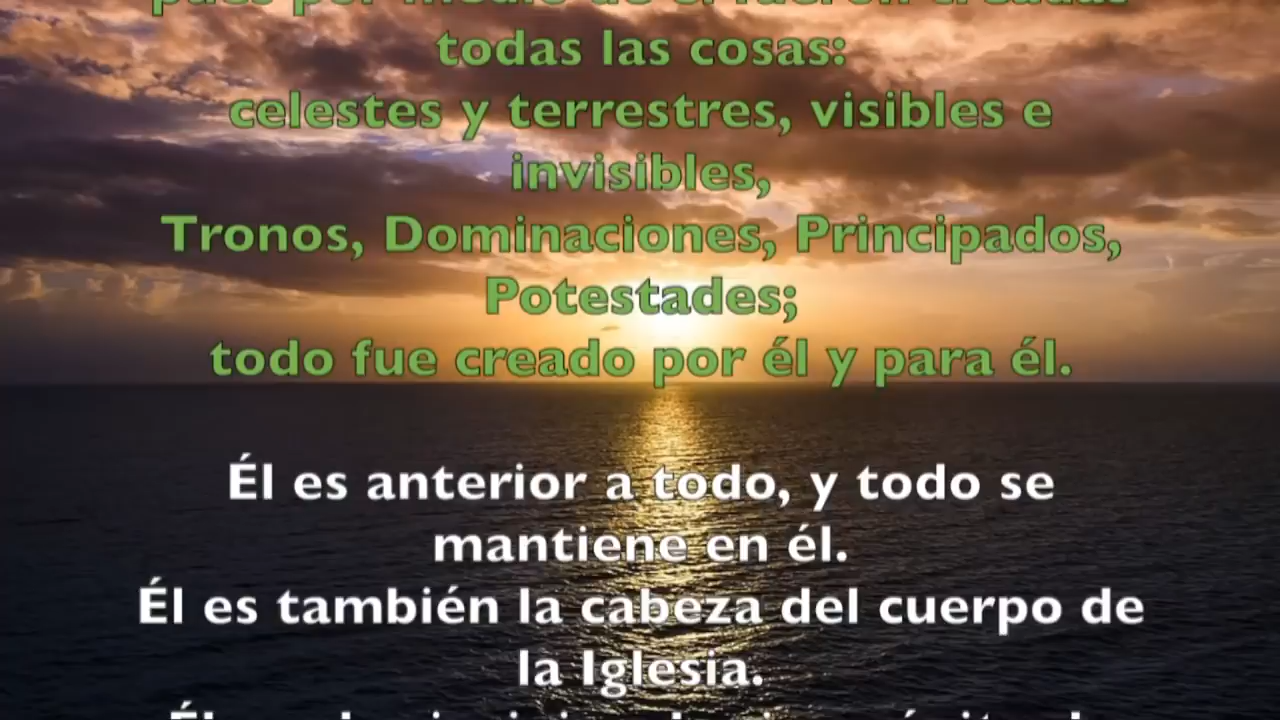 pues por medio de él fueron creadas
todas las cosas:
celestes y terrestres, visibles e
invisibles,
Tronos, Dominaciones, Principados,
Potestades;
todo fue creado por él y para él.
Él es anterior a todo, y todo se
mantiene en él.
Él es también la cabeza del cuerpo de
la Iglesia.